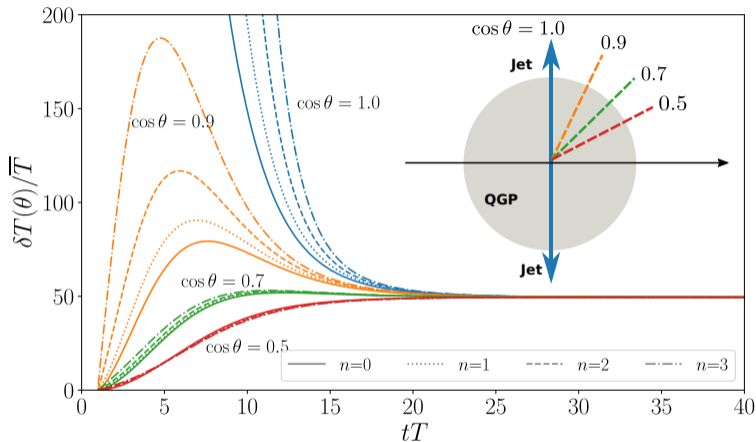 200
150
100
50
0
δT(θ)/T̿
0 5 10 15 20 25 30 35 40
tT
cos θ = 0.9
cos θ = 1.0
cos θ = 0.7
cos θ = 0.5
n=0 n=1 n=2 n=3
cos θ = 1.0
0.9
Jet
0.7
0.5
QGP
Jet